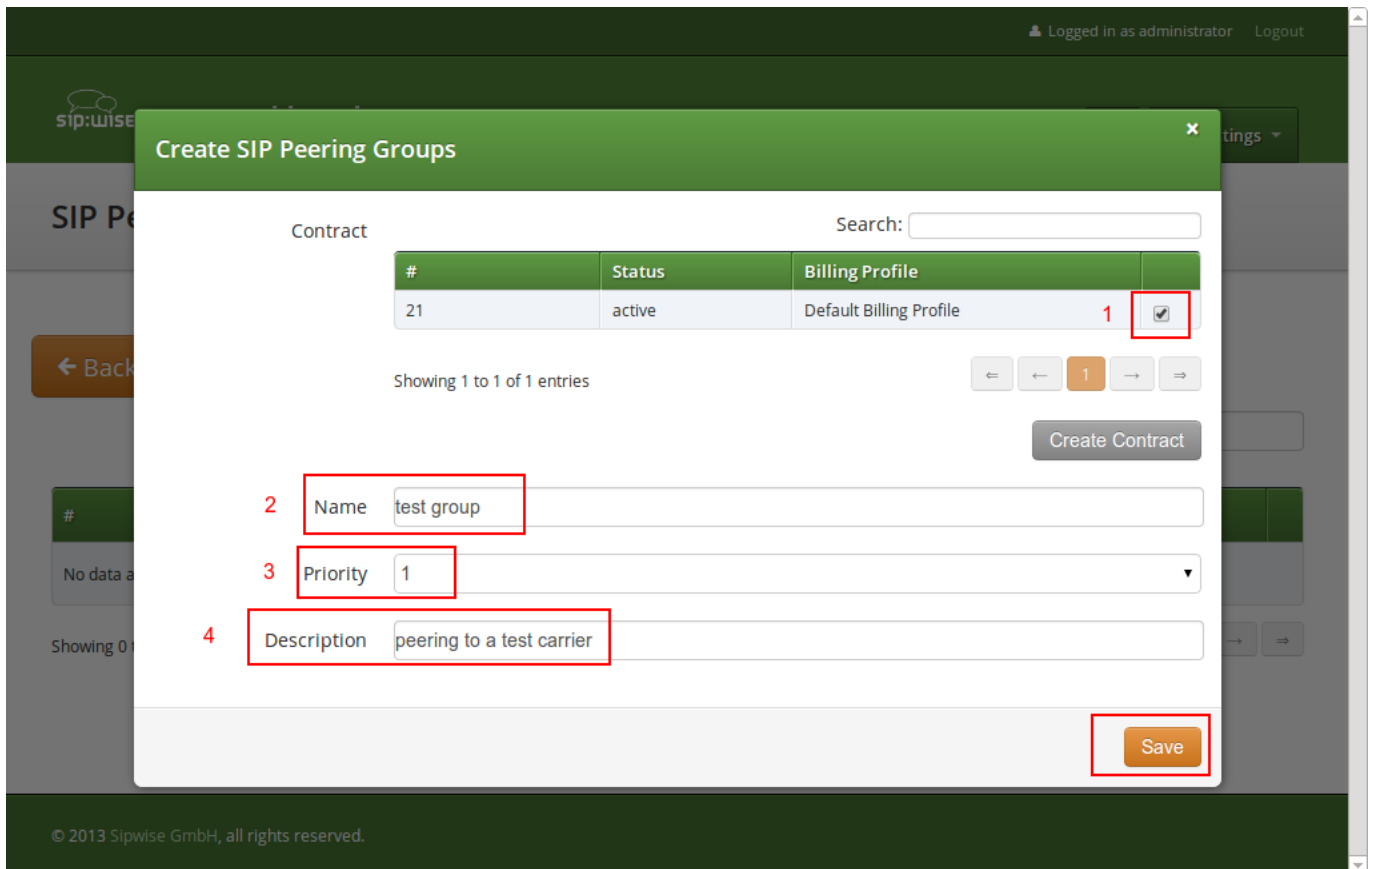 Logged in as administrator Logout
sip:wise
tings
Create SIP Peering Groups ×
SIP Pe
Contract
Search:
# Status Billing Profile
21 active Default Billing Profile 1
← Back
Showing 1 to 1 of 1 entries
⇐ ← 1 → ⇒
Create Contract
2 Name test group
#
3 Priority 1
No data a
4 Description peering to a test carrier
Showing 0 t
→ ⇒
Save
© 2013 Sipwise GmbH, all rights reserved.